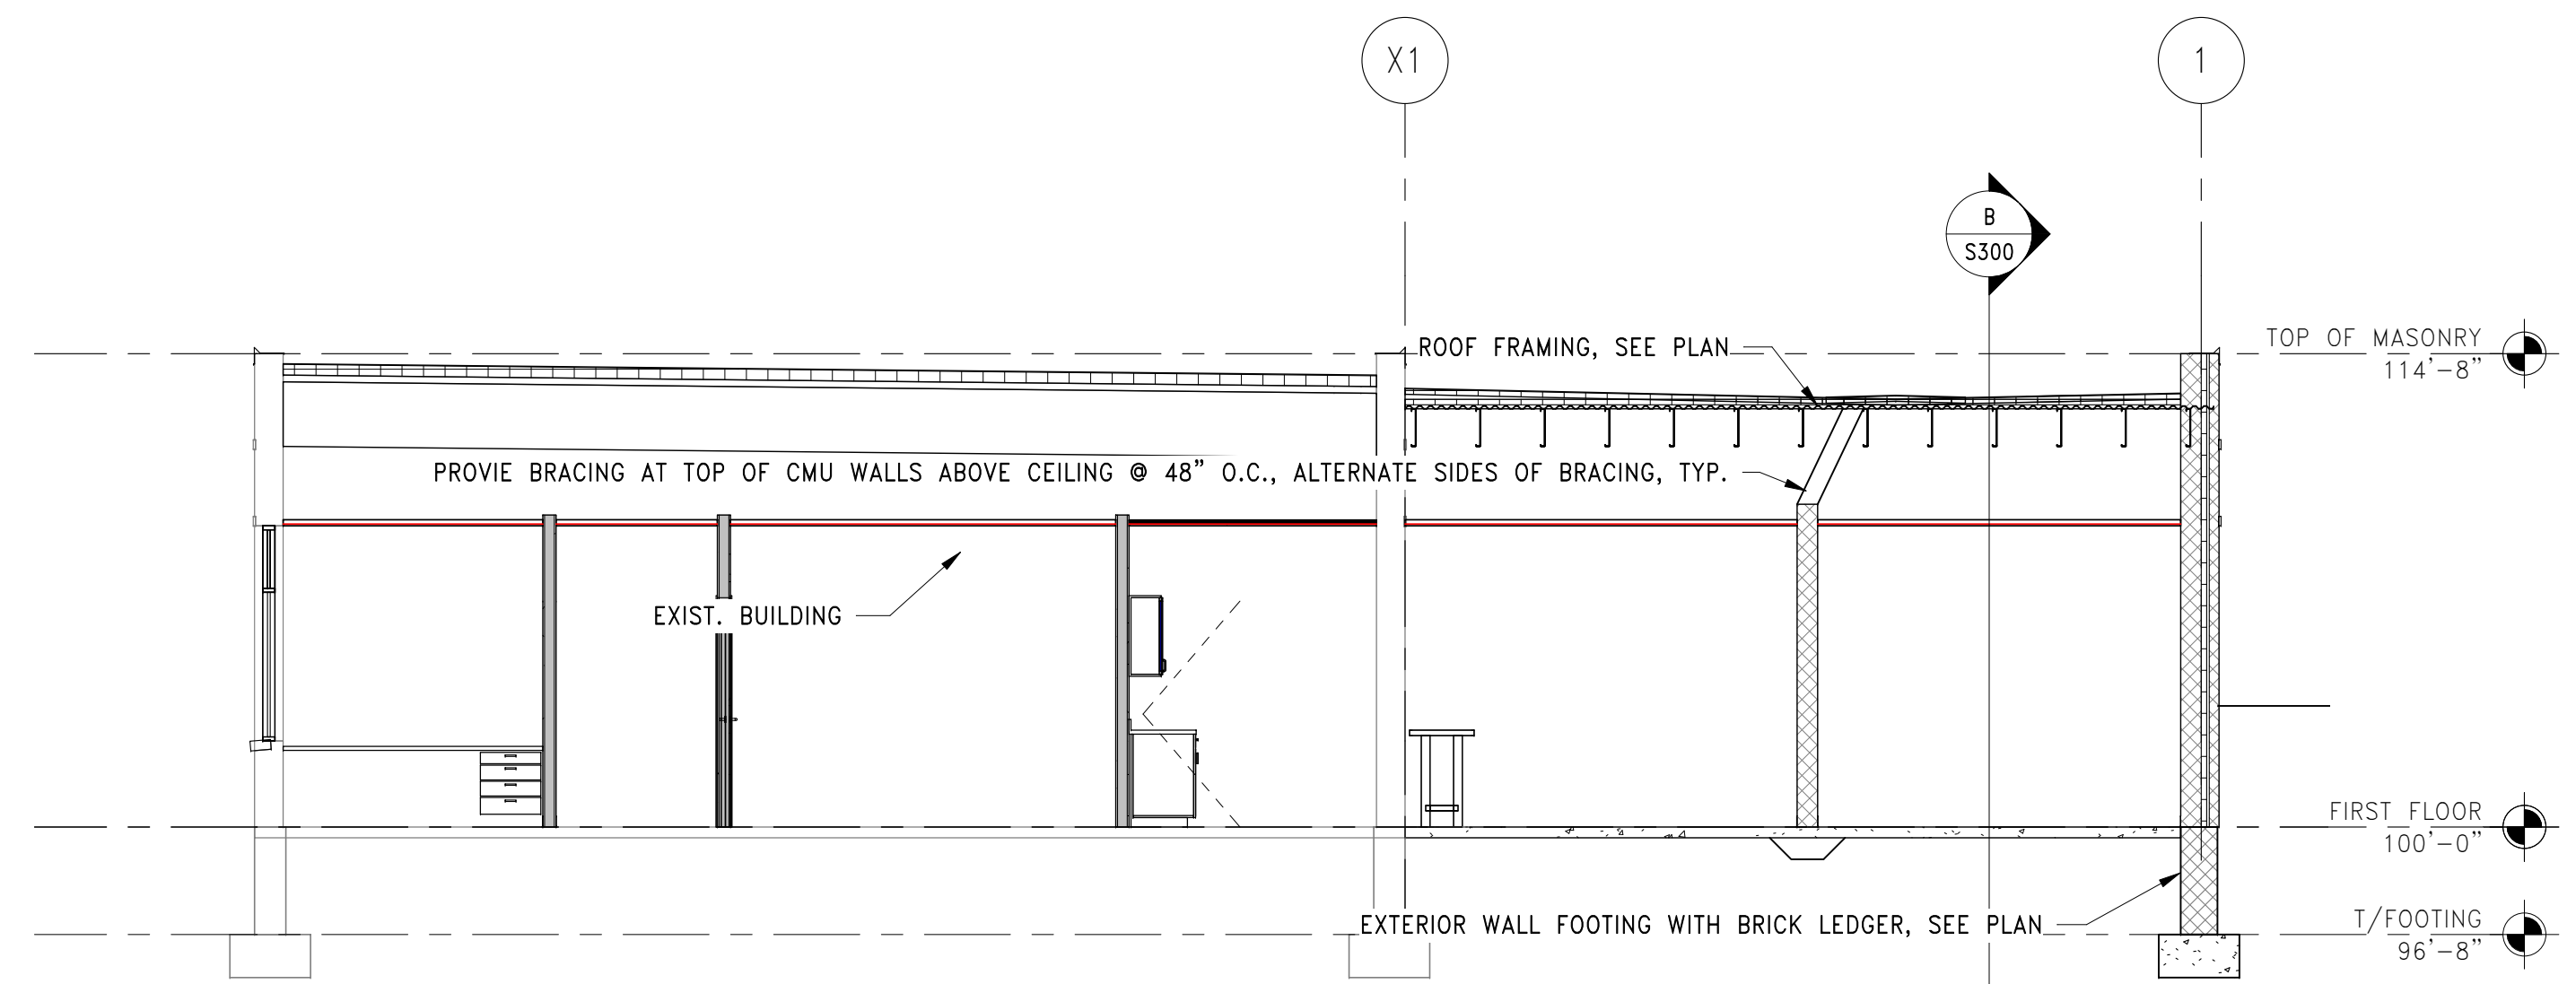 X1
1
B
S300
ROOF FRAMING, SEE PLAN
TOP OF MASONRY
114'-8"
PROVIE BRACING AT TOP OF CMU WALLS ABOVE CEILING @ 48" O.C., ALTERNATE SIDES OF BRACING, TYP.
EXIST. BUILDING
FIRST FLOOR
100'-0"
EXTERIOR WALL FOOTING WITH BRICK LEDGER, SEE PLAN
T/FOOTING
96'-8"